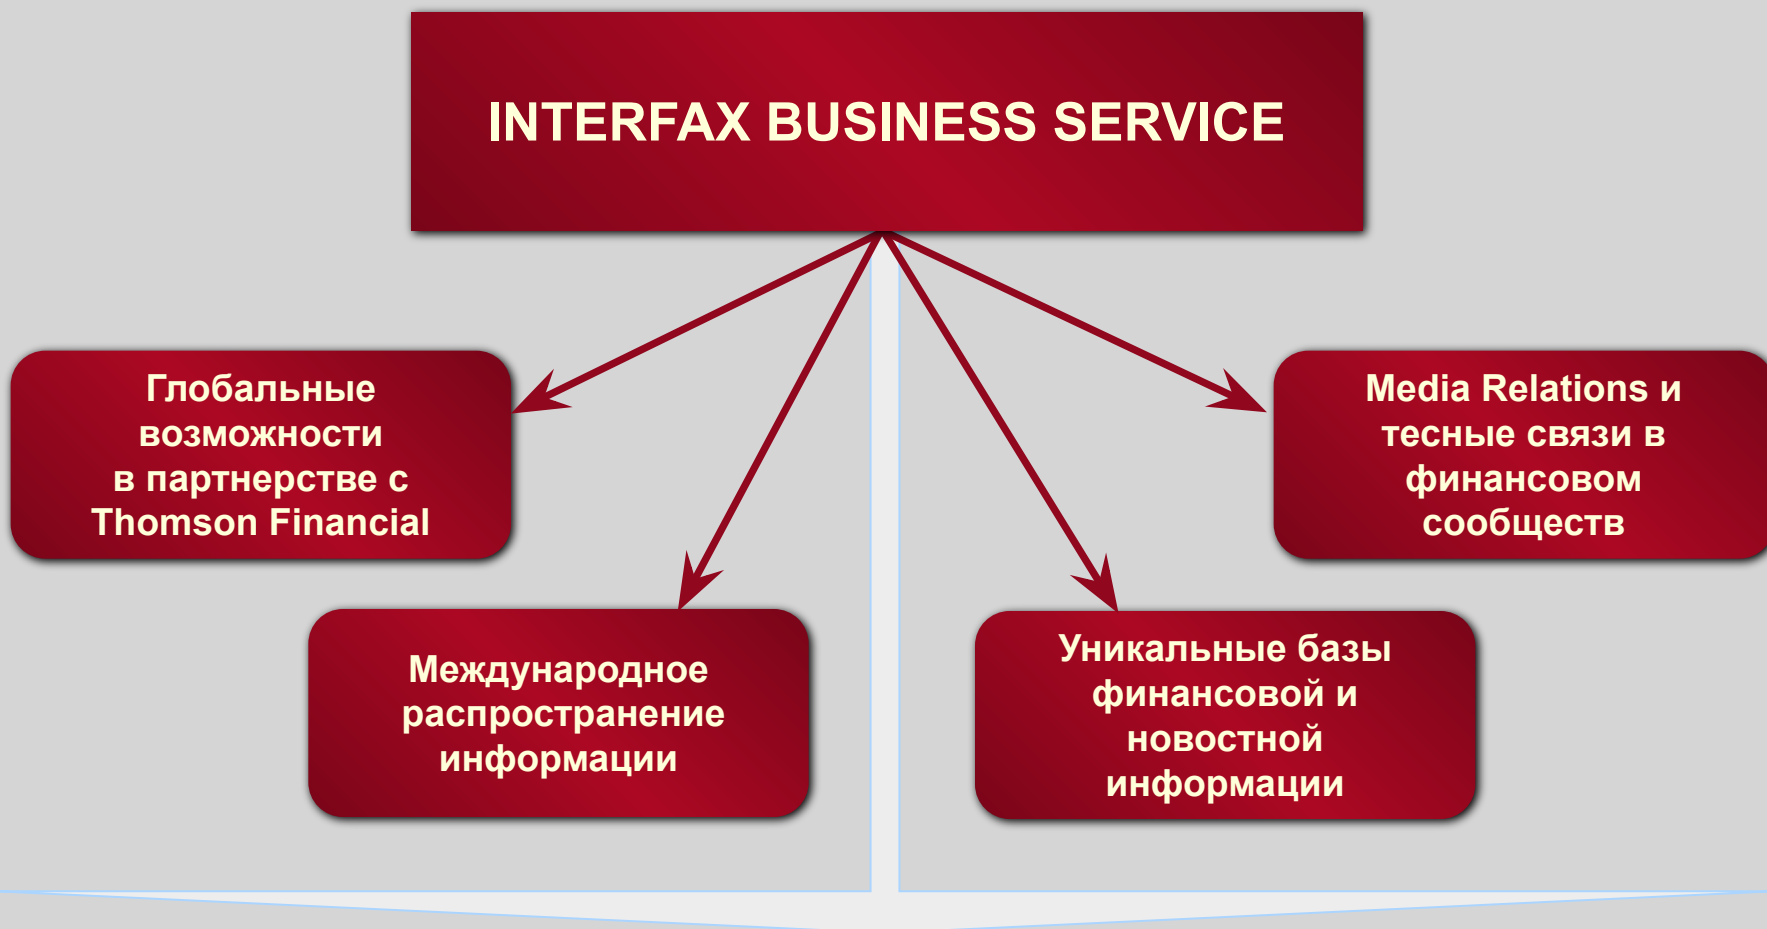 INTERFAX BUSINESS SERVICE
Глобальные
возможности
в партнерстве с
Thomson Financial
Media Relations и
тесные связи в
финансовом
сообществ
Международное
распространение
информации
Уникальные базы
финансовой и
новостной
информации